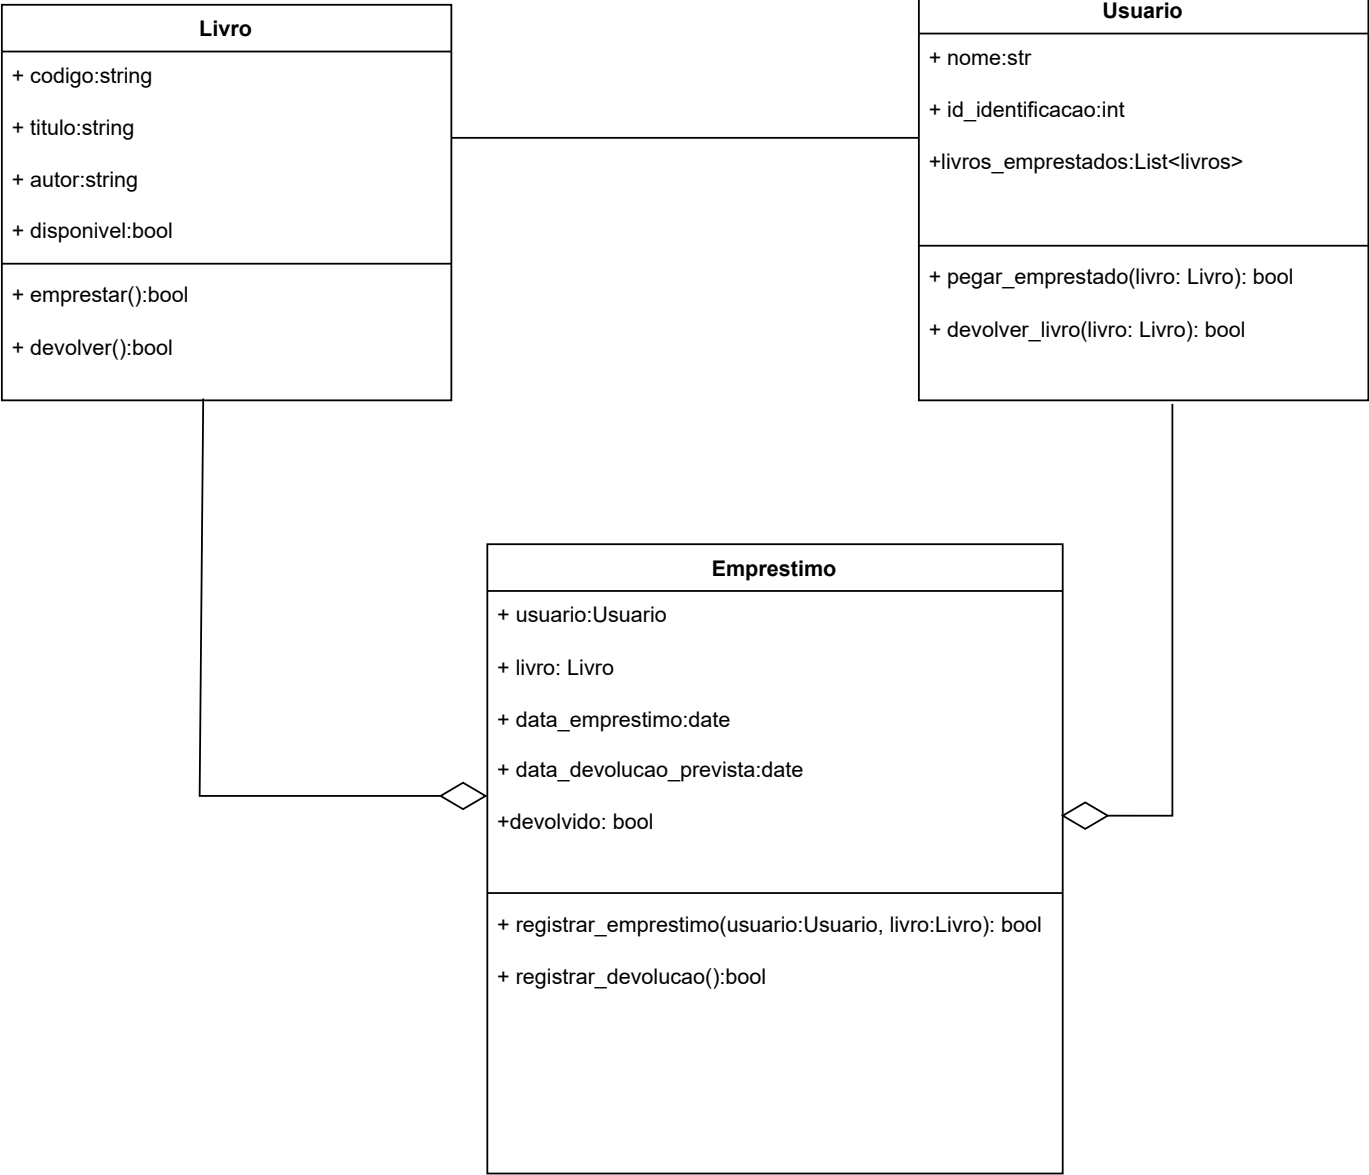 Livro
+ codigo:string
+ titulo:string
+ autor:string
+ disponivel:bool
+ emprestar():bool
+ devolver():bool
Usuario
+ nome:str
+ id_identificacao:int
+livros_emprestados:List<livros>
+ pegar_emprestado(livro: Livro): bool
+ devolver_livro(livro: Livro): bool
Emprestimo
+ usuario:Usuario
+ livro: Livro
+ data_emprestimo:date
+ data_devolucao_prevista:date
+devolvido: bool
+ registrar_emprestimo(usuario:Usuario, livro:Livro): bool
+ registrar_devolucao():bool